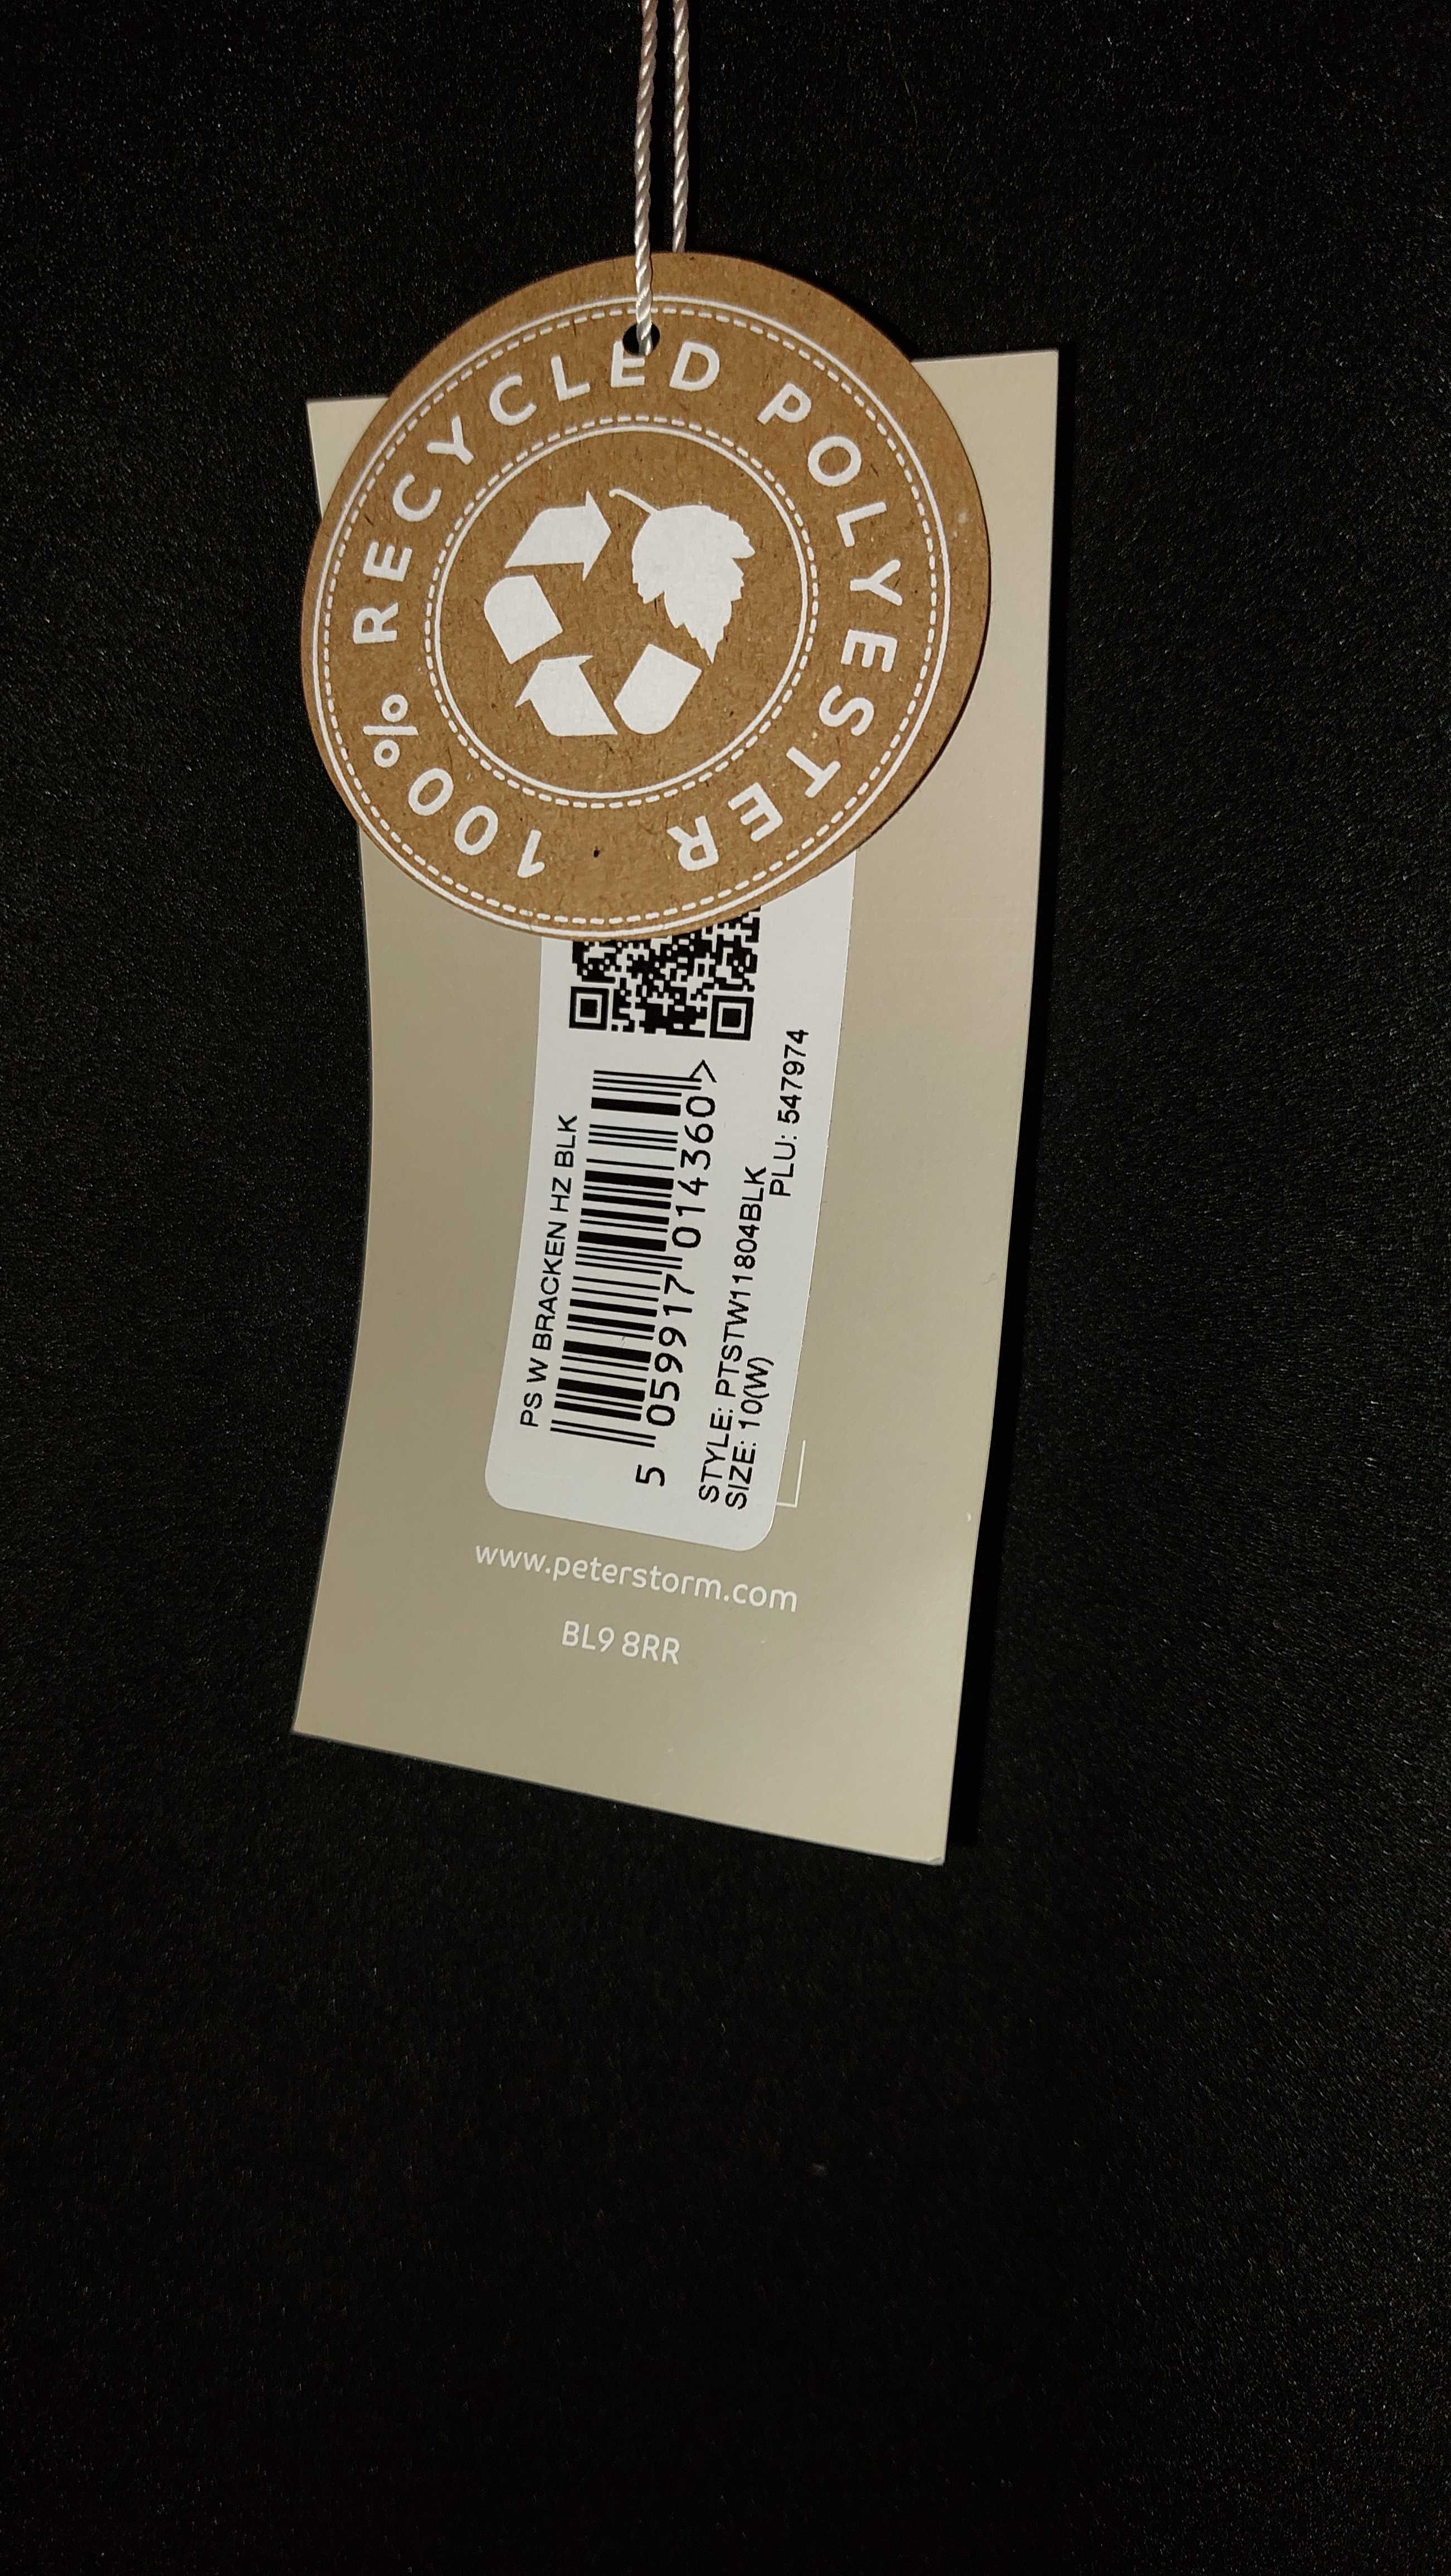 100% RECYCLED POLYESTER
PS W BRACKEN HZ BLK
5 059917 014360 >
STYLE: PTSTW11804BLK
SIZE: 10(W)
PLU: 547974
www.peterstorm.com
BL9 8RR